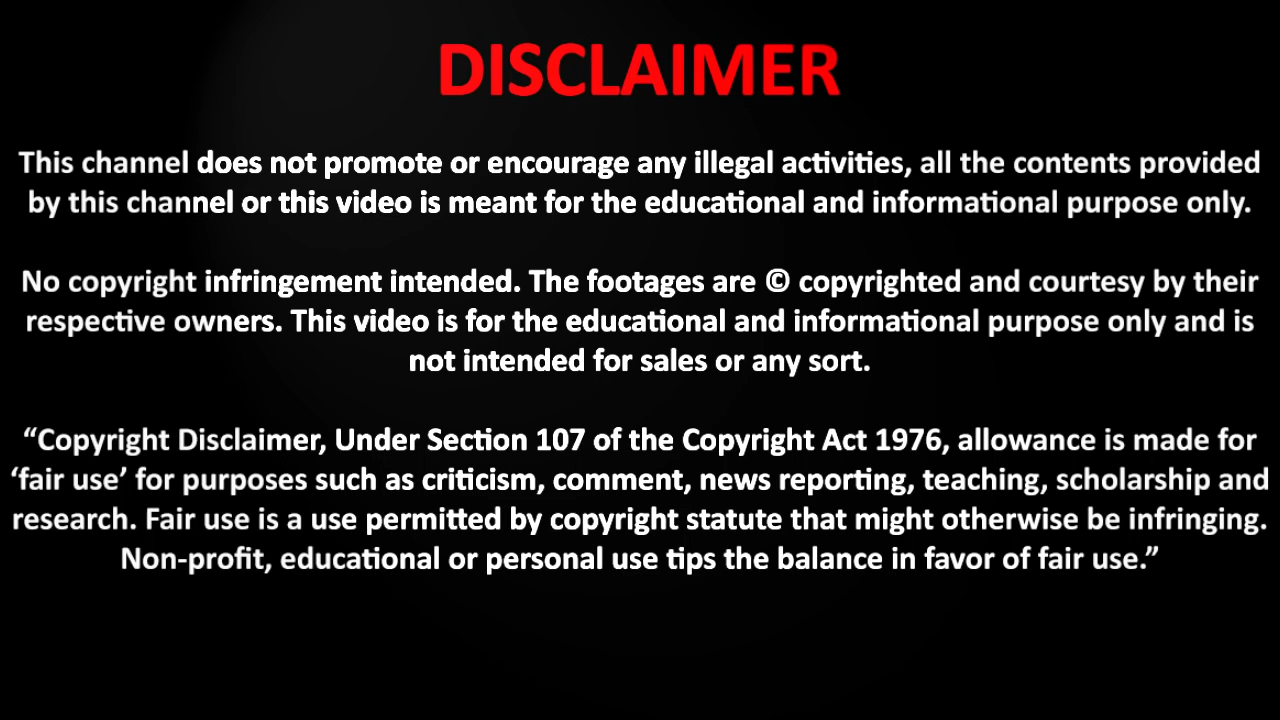 DISCLAIMER
This channel does not promote or encourage any illegal activities, all the contents provided
by this channel or this video is meant for the educational and informational purpose only.
No copyright infringement intended. The footages are © copyrighted and courtesy by their
respective owners. This video is for the educational and informational purpose only and is
not intended for sales or any sort.
“Copyright Disclaimer, Under Section 107 of the Copyright Act 1976, allowance is made for
‘fair use’ for purposes such as criticism, comment, news reporting, teaching, scholarship and
research. Fair use is a use permitted by copyright statute that might otherwise be infringing.
Non-profit, educational or personal use tips the balance in favor of fair use.”